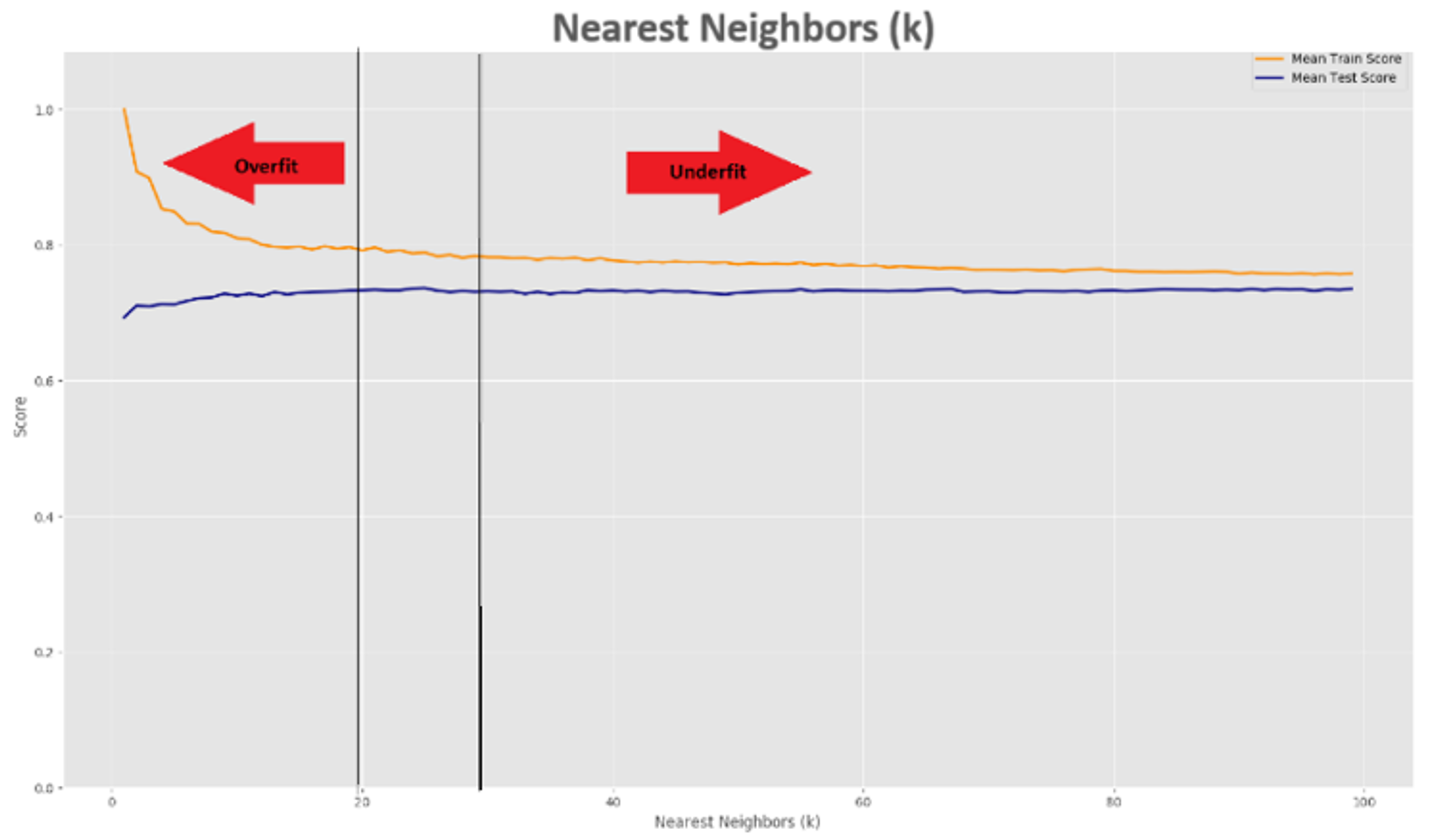 Nearest Neighbors (k)
Mean Train Score
Mean Test Score
1.0
Overfit
Underfit
0.8
0.6
Score
0.4
0.2
0.0
0 20 40 60 80 100
Nearest Neighbors (k)